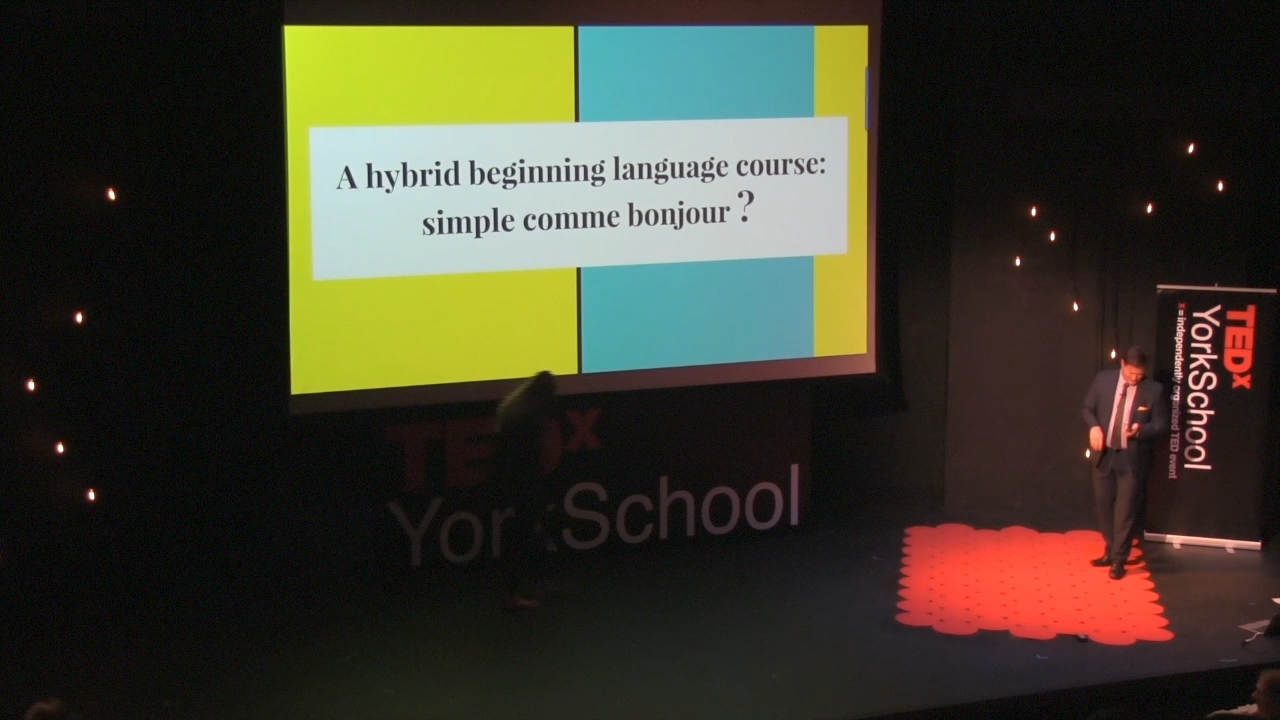 A hybrid beginning language course:
simple comme bonjour ?
TEDx
YorkSchool
TEDx
YorkSchool
x = independently organized TED event